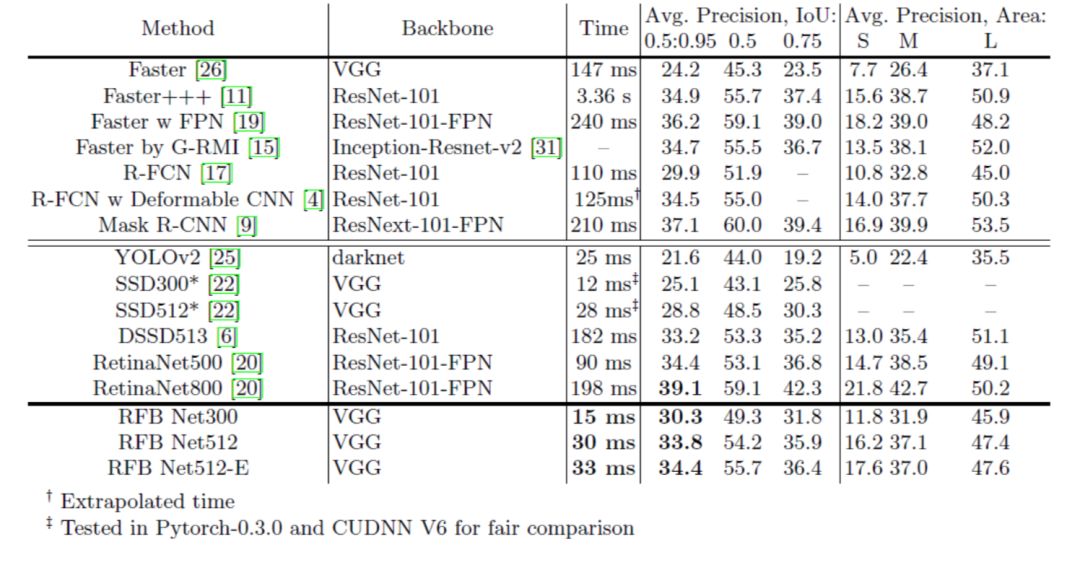 Method Backbone Time Avg. Precision, IoU: Avg. Precision, Area:
0.5:0.95 0.5 0.75 S M L
Faster [26] VGG 147 ms 24.2 45.3 23.5 7.7 26.4 37.1
Faster+++ [11] ResNet-101 3.36 s 34.9 55.7 37.4 15.6 38.7 50.9
Faster w FPN [19] ResNet-101-FPN 240 ms 36.2 59.1 39.0 18.2 39.0 48.2
Faster by G-RMI [15] Inception-Resnet-v2 [31] – 34.7 55.5 36.7 13.5 38.1 52.0
R-FCN [17] ResNet-101 110 ms 29.9 51.9 – 10.8 32.8 45.0
R-FCN w Deformable CNN [4] ResNet-101 125ms† 34.5 55.0 – 14.0 37.7 50.3
Mask R-CNN [9] ResNext-101-FPN 210 ms 37.1 60.0 39.4 16.9 39.9 53.5
YOLOv2 [25] darknet 25 ms 21.6 44.0 19.2 5.0 22.4 35.5
SSD300* [22] VGG 12 ms‡ 25.1 43.1 25.8 – – –
SSD512* [22] VGG 28 ms‡ 28.8 48.5 30.3 – – –
DSSD513 [6] ResNet-101 182 ms 33.2 53.3 35.2 13.0 35.4 51.1
RetinaNet500 [20] ResNet-101-FPN 90 ms 34.4 53.1 36.8 14.7 38.5 49.1
RetinaNet800 [20] ResNet-101-FPN 198 ms 39.1 59.1 42.3 21.8 42.7 50.2
RFB Net300 VGG 15 ms 30.3 49.3 31.8 11.8 31.9 45.9
RFB Net512 VGG 30 ms 33.8 54.2 35.9 16.2 37.1 47.4
RFB Net512-E VGG 33 ms 34.4 55.7 36.4 17.6 37.0 47.6
† Extrapolated time
‡ Tested in Pytorch-0.3.0 and CUDNN V6 for fair comparison